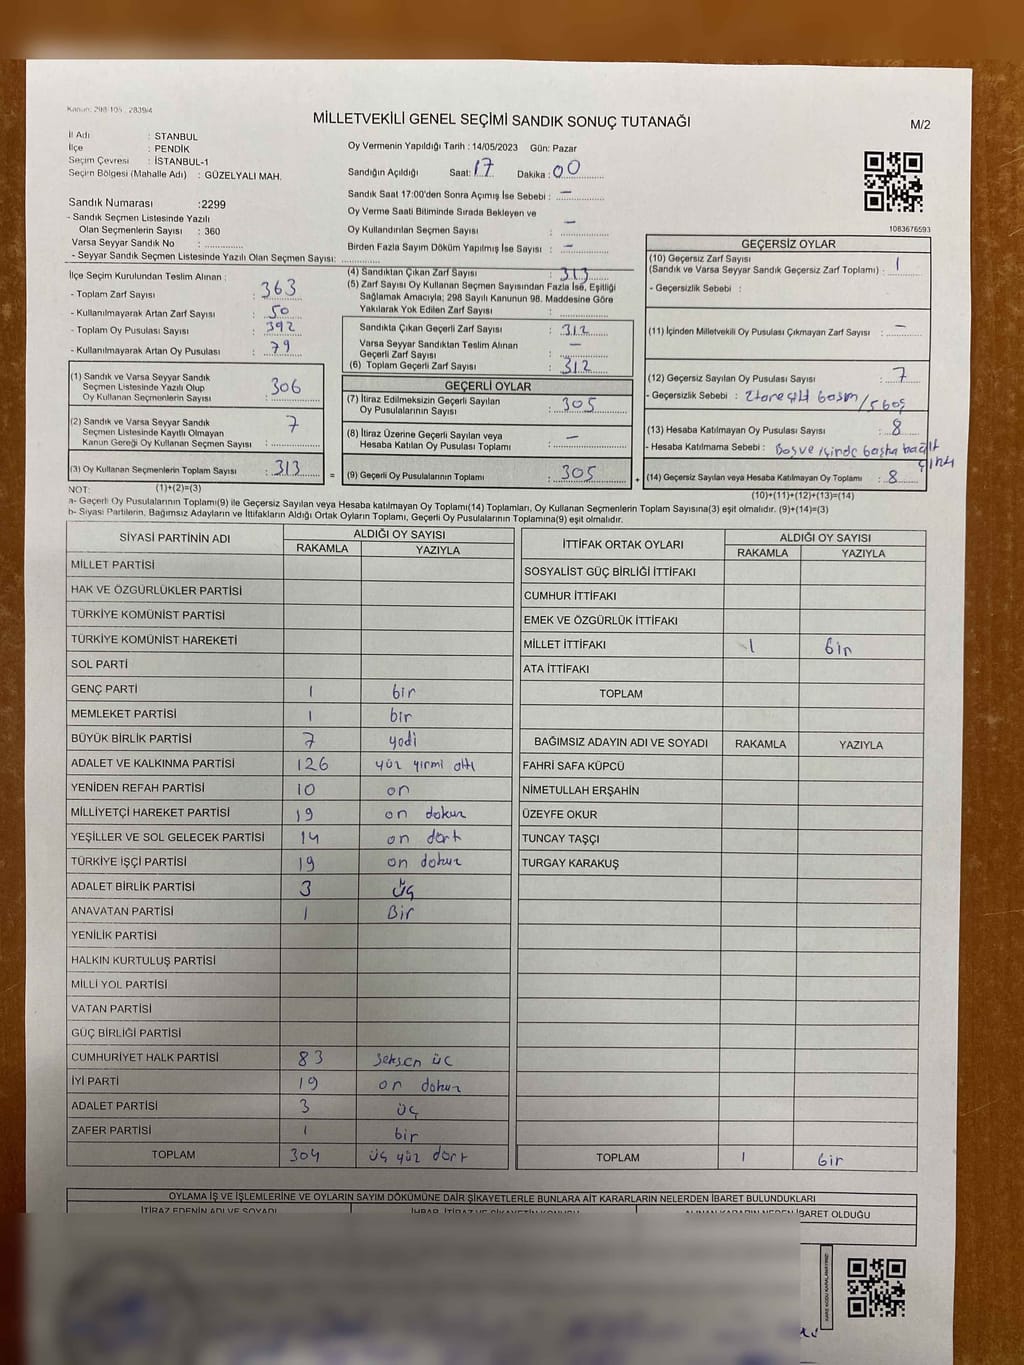 Kanun: 298/105, 2839/4
MİLLETVEKİLİ GENEL SEÇİMİ SANDIK SONUÇ TUTANAĞI
M/2
İl Adı : STANBUL
İlçe : PENDİK
Seçim Çevresi : İSTANBUL-1
Seçim Bölgesi (Mahalle Adı) : GÜZELYALI MAH.
Sandık Numarası :2299
- Sandık Seçmen Listesinde Yazılı
Olan Seçmenlerin Sayısı : 360
Varsa Seyyar Sandık No :
- Seyyar Sandık Seçmen Listesinde Yazılı Olan Seçmen Sayısı:
Oy Vermenin Yapıldığı Tarih : 14/05/2023 Gün: Pazar
Sandığın Açıldığı Saat: 17 Dakika : 00
Sandık Saat 17:00'den Sonra Açımış İse Sebebi : —
Oy Verme Saati Bitiminde Sırada Bekleyen ve
Oy Kullandırılan Seçmen Sayısı : —
Birden Fazla Sayım Döküm Yapılmış İse Sayısı : —
1083676593
İlçe Seçim Kurulundan Teslim Alınan :
- Toplam Zarf Sayısı : 363
- Kullanılmayarak Artan Zarf Sayısı : 50
- Toplam Oy Pusulası Sayısı : 392
- Kullanılmayarak Artan Oy Pusulası : 79
(1) Sandık ve Varsa Seyyar Sandık
Seçmen Listesinde Yazılı Olup
Oy Kullanan Seçmenlerin Sayısı : 306
(2) Sandık ve Varsa Seyyar Sandık
Seçmen Listesinde Kayıtlı Olmayan
Kanun Gereği Oy Kullanan Seçmen Sayısı : 7
(3) Oy Kullanan Seçmenlerin Toplam Sayısı : 313
(4) Sandıktan Çıkan Zarf Sayısı : 313
(5) Zarf Sayısı Oy Kullanan Seçmen Sayısından Fazla İse, Eşitliği
Sağlamak Amacıyla; 298 Sayılı Kanunun 98. Maddesine Göre
Yakılarak Yok Edilen Zarf Sayısı :
Sandıkta Çıkan Geçerli Zarf Sayısı : 312
Varsa Seyyar Sandıktan Teslim Alınan
Geçerli Zarf Sayısı : —
(6) Toplam Geçerli Zarf Sayısı : 312
GEÇERLİ OYLAR
(7) İtiraz Edilmeksizin Geçerli Sayılan
Oy Pusulalarının Sayısı : 305
(8) İtiraz Üzerine Geçerli Sayılan veya
Hesaba Katılan Oy Pusulaları Toplamı : —
= (9) Geçerli Oy Pusulalarının Toplamı : 305 +
GEÇERSİZ OYLAR
(10) Geçersiz Zarf Sayısı
(Sandık ve Varsa Seyyar Sandık Geçersiz Zarf Toplamı) : 1
- Geçersizlik Sebebi :
(11) İçinden Milletvekili Oy Pusulası Çıkmayan Zarf Sayısı : —
(12) Geçersiz Sayılan Oy Pusulası Sayısı : 7
- Geçersizlik Sebebi : 2tane çift basım/5boş
(13) Hesaba Katılmayan Oy Pusulası Sayısı : 8
- Hesaba Katılmama Sebebi : Boş ve içinde başka kağıt
(14) Geçersiz Sayılan veya Hesaba Katılmayan Oy Toplamı : 8
NOT: (1)+(2)=(3)
(10)+(11)+(12)+(13)=(14)
a- Geçerli Oy Pusulalarının Toplamı(9) ile Geçersiz Sayılan veya Hesaba katılmayan Oy Toplamı(14) Toplamları, Oy Kullanan Seçmenlerin Toplam Sayısına(3) eşit olmalıdır. (9)+(14)=(3)
b- Siyasi Partilerin, Bağımsız Adayların ve İttifakların Aldığı Ortak Oyların Toplamı, Geçerli Oy Pusulalarının Toplamına(9) eşit olmalıdır.
SİYASİ PARTİNİN ADI ALDIĞI OY SAYISI
RAKAMLA YAZIYLA
MİLLET PARTİSİ
HAK VE ÖZGÜRLÜKLER PARTİSİ
TÜRKİYE KOMÜNİST PARTİSİ
TÜRKİYE KOMÜNİST HAREKETİ
SOL PARTİ
GENÇ PARTİ 1 bir
MEMLEKET PARTİSİ 1 bir
BÜYÜK BİRLİK PARTİSİ 7 yedi
ADALET VE KALKINMA PARTİSİ 126 yüz yirmi altı
YENİDEN REFAH PARTİSİ 10 on
MİLLİYETÇİ HAREKET PARTİSİ 19 on dokuz
YEŞİLLER VE SOL GELECEK PARTİSİ 14 on dört
TÜRKİYE İŞÇİ PARTİSİ 19 on dokuz
ADALET BİRLİK PARTİSİ 3 üç
ANAVATAN PARTİSİ 1 Bir
YENİLİK PARTİSİ
HALKIN KURTULUŞ PARTİSİ
MİLLİ YOL PARTİSİ
VATAN PARTİSİ
GÜÇ BİRLİĞİ PARTİSİ
CUMHURİYET HALK PARTİSİ 83 seksen üç
İYİ PARTİ 19 on dokuz
ADALET PARTİSİ 3 üç
ZAFER PARTİSİ 1 bir
TOPLAM 304 üç yüz dört
İTTİFAK ORTAK OYLARI ALDIĞI OY SAYISI
RAKAMLA YAZIYLA
SOSYALİST GÜÇ BİRLİĞİ İTTİFAKI
CUMHUR İTTİFAKI
EMEK VE ÖZGÜRLÜK İTTİFAKI
MİLLET İTTİFAKI 1 bir
ATA İTTİFAKI
TOPLAM
BAĞIMSIZ ADAYIN ADI VE SOYADI RAKAMLA YAZIYLA
FAHRİ SAFA KÜPCÜ
NİMETULLAH ERŞAHİN
ÜZEYFE OKUR
TUNCAY TAŞÇI
TURGAY KARAKUŞ
TOPLAM 1 bir
OYLAMA İŞ VE İŞLEMLERİNE VE OYLARIN SAYIM DÖKÜMÜNE DAİR ŞİKAYETLERLE BUNLARA AİT KARARLARIN NELERDEN İBARET BULUNDUKLARI
İTİRAZ EDENİN ADI VE SOYADI
İHBAR, İTİRAZ VE ŞİKAYETİN KONUSU
ALINAN KARARIN NEDEN İBARET OLDUĞU